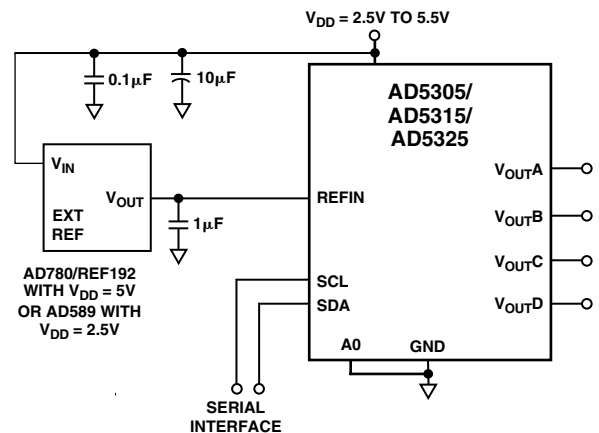 VDD = 2.5V TO 5.5V
0.1μF
10μF
AD5305/
AD5315/
AD5325
VIN
VOUT
EXT
REF
1μF
REFIN
VOUTA
VOUTB
VOUTC
VOUTD
AD780/REF192
WITH VDD = 5V
OR AD589 WITH
VDD = 2.5V
SCL
SDA
A0
GND
SERIAL
INTERFACE